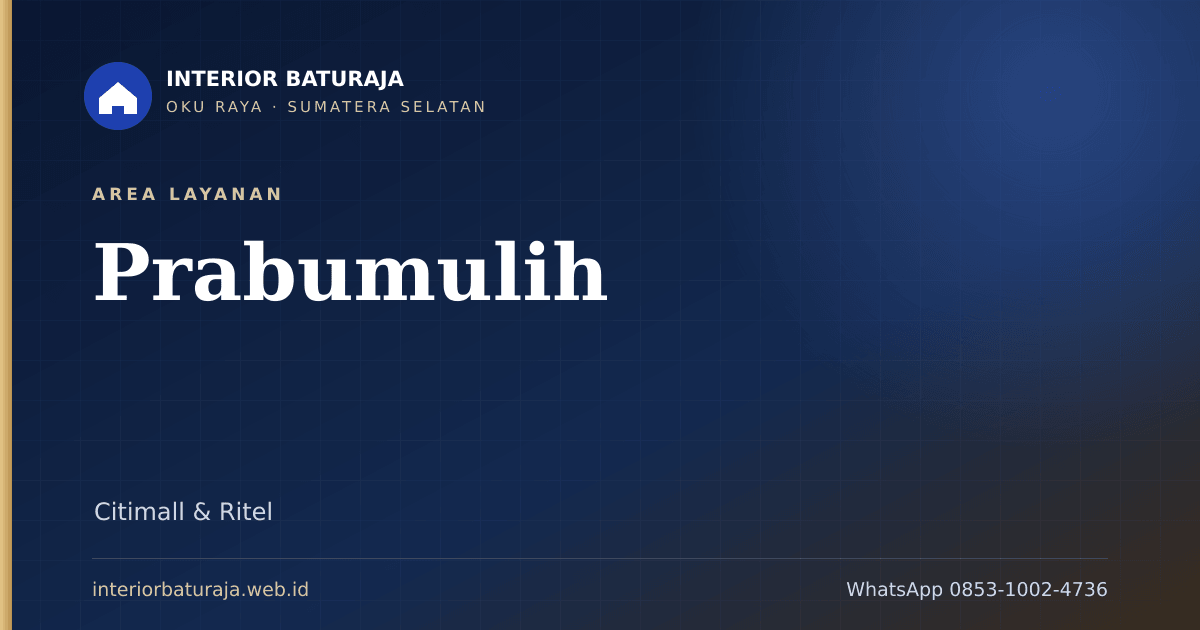 INTERIOR BATURAJA
OKU RAYA · SUMATERA SELATAN
AREA LAYANAN
Prabumulih
Citimall & Ritel
interiorbaturaja.web.id
WhatsApp 0853-1002-4736